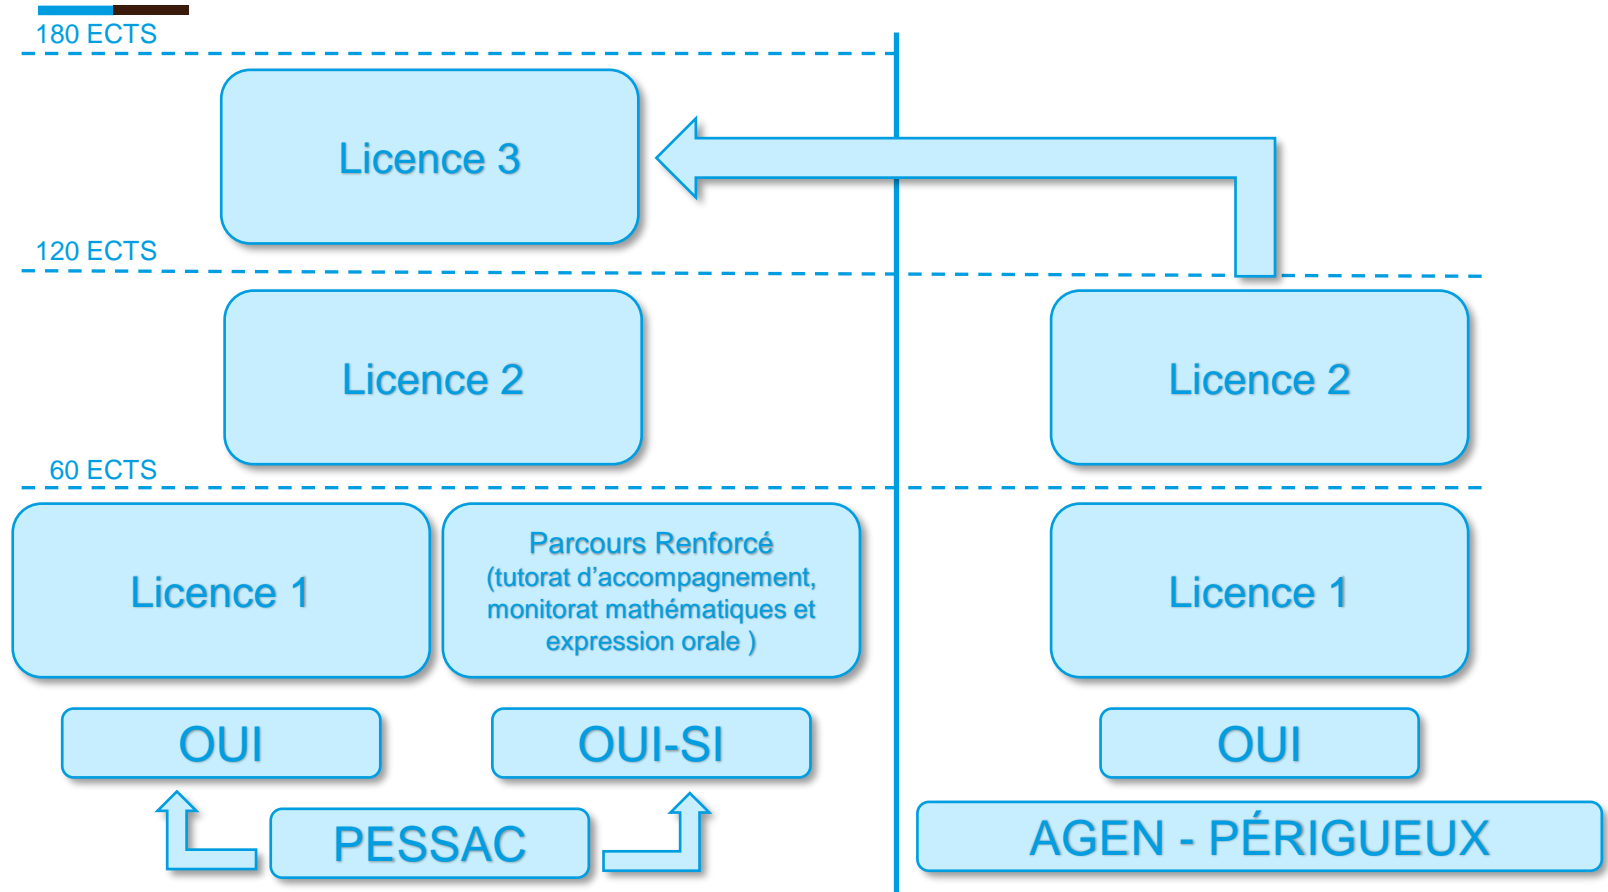 180 ECTS
Licence 3
120 ECTS
Licence 2
Licence 2
60 ECTS
Licence 1
Parcours Renforcé
(tutorat d'accompagnement,
monitorat mathématiques et
expression orale )
Licence 1
OUI
OUI-SI
OUI
PESSAC
AGEN - PÉRIGUEUX